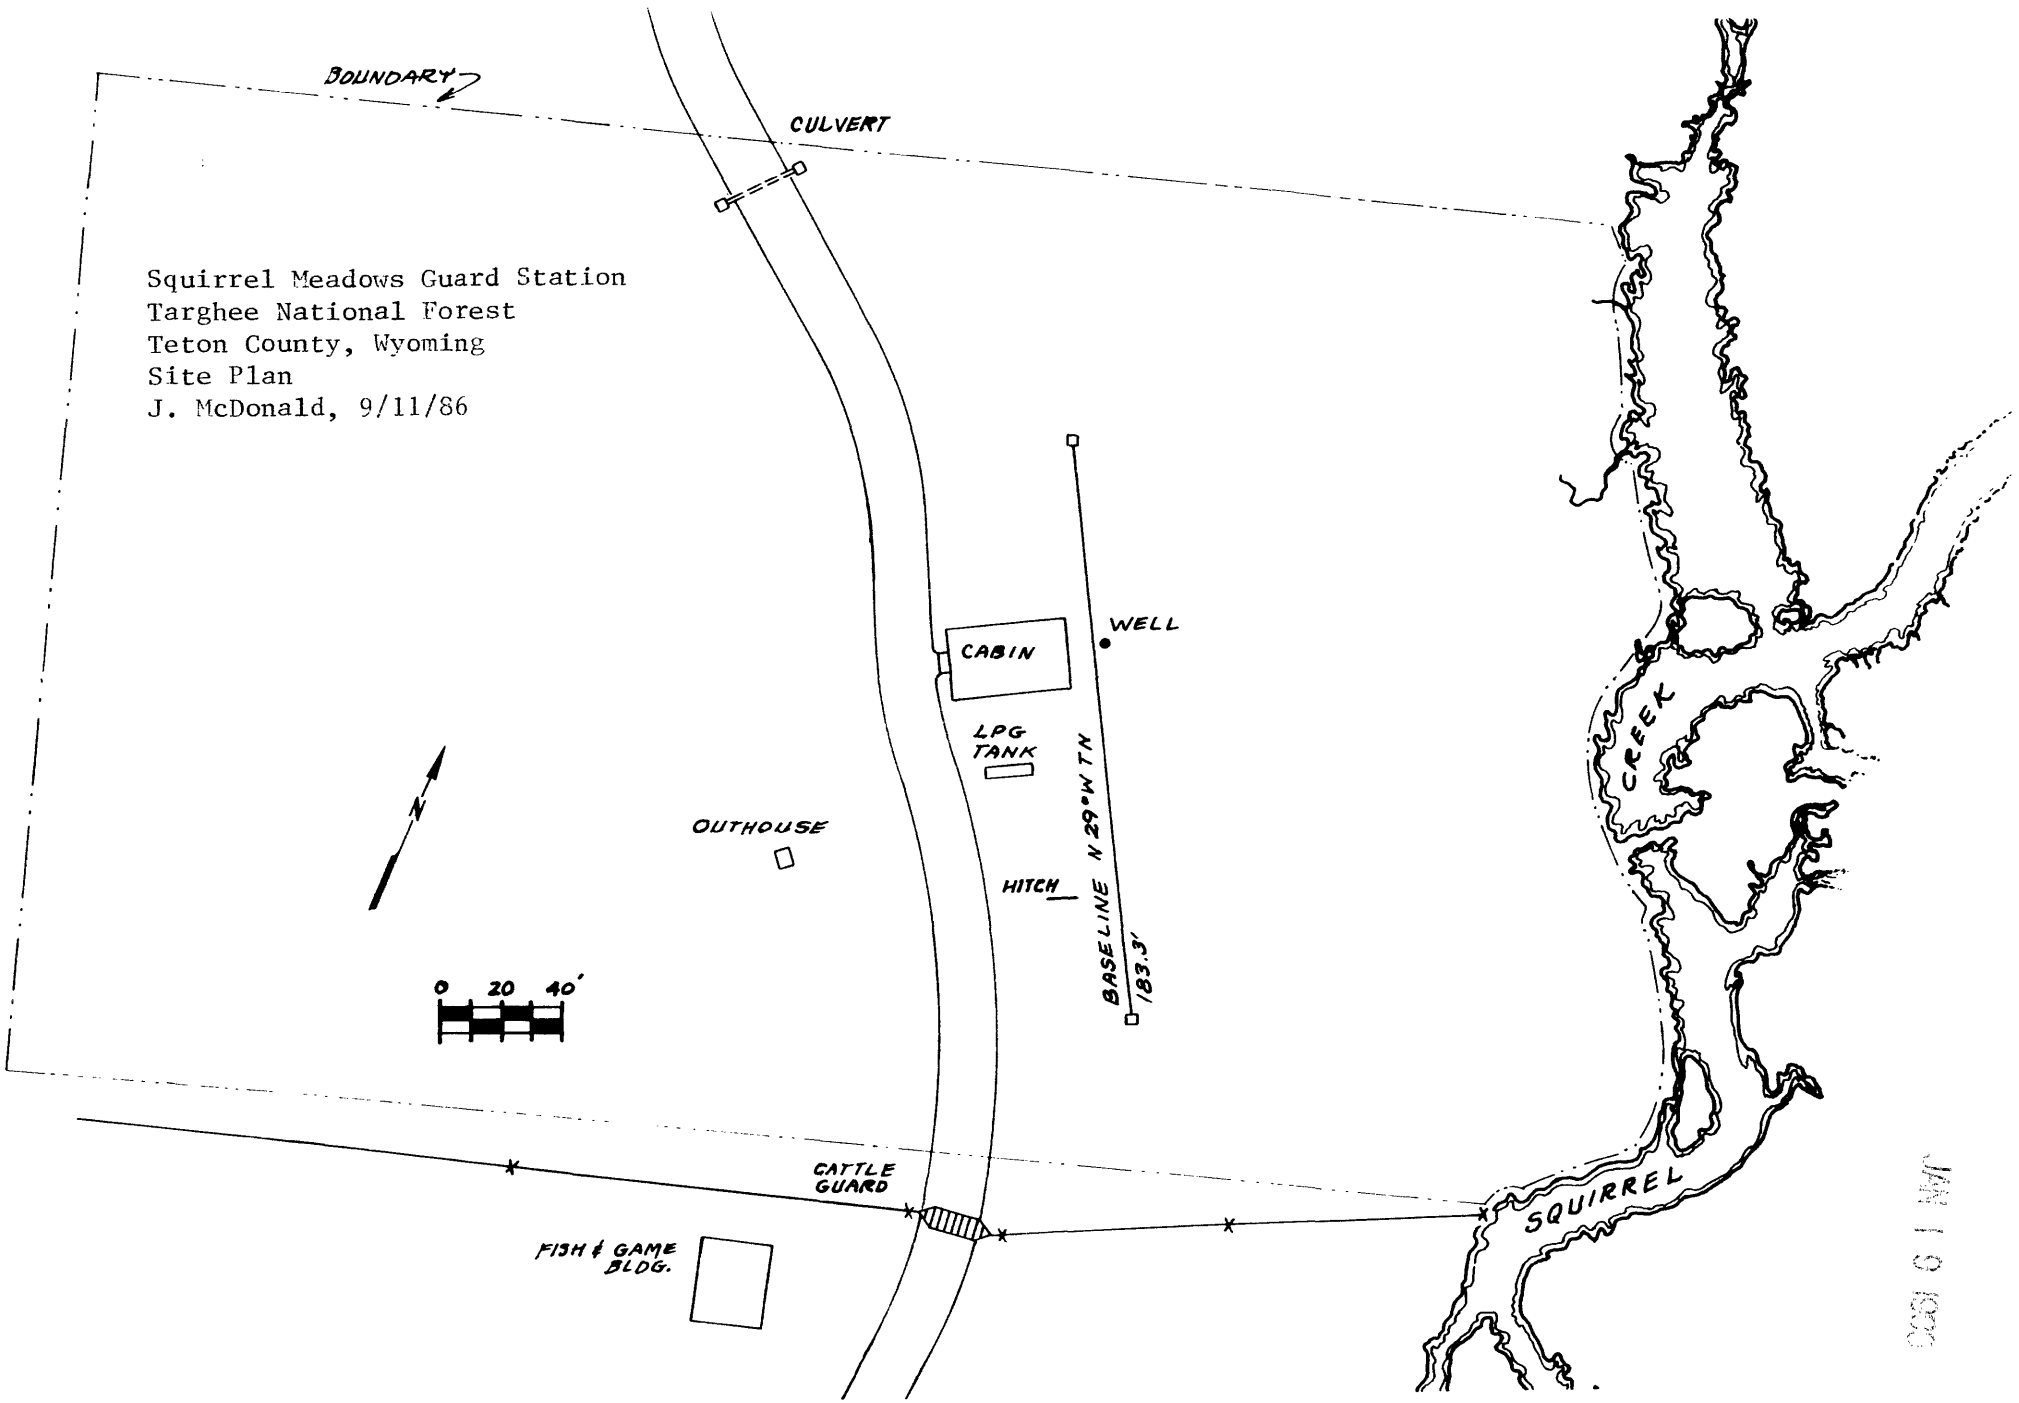 BOUNDARY
CULVERT
Squirrel Meadows Guard Station
Targhee National Forest
Teton County, Wyoming
Site Plan
J. McDonald, 9/11/86
WELL
CABIN
LPG
TANK
CREEK
OUTHOUSE
HITCH
BASELINE N 29°W TN
183.3'
N
0 20 40'
CATTLE
GUARD
SQUIRREL
FISH & GAME
BLDG.
JAN 19